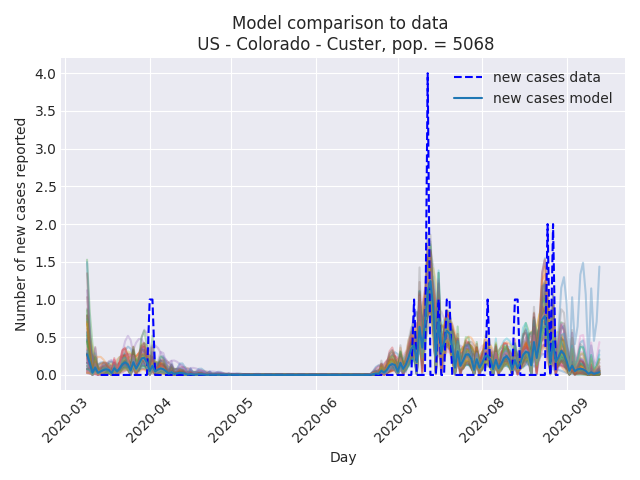 Model comparison to data
US - Colorado - Custer, pop. = 5068
new cases data
new cases model
Number of new cases reported
4.0
3.5
3.0
2.5
2.0
1.5
1.0
0.5
0.0
2020-03
2020-04
2020-05
2020-06
2020-07
2020-08
2020-09
Day